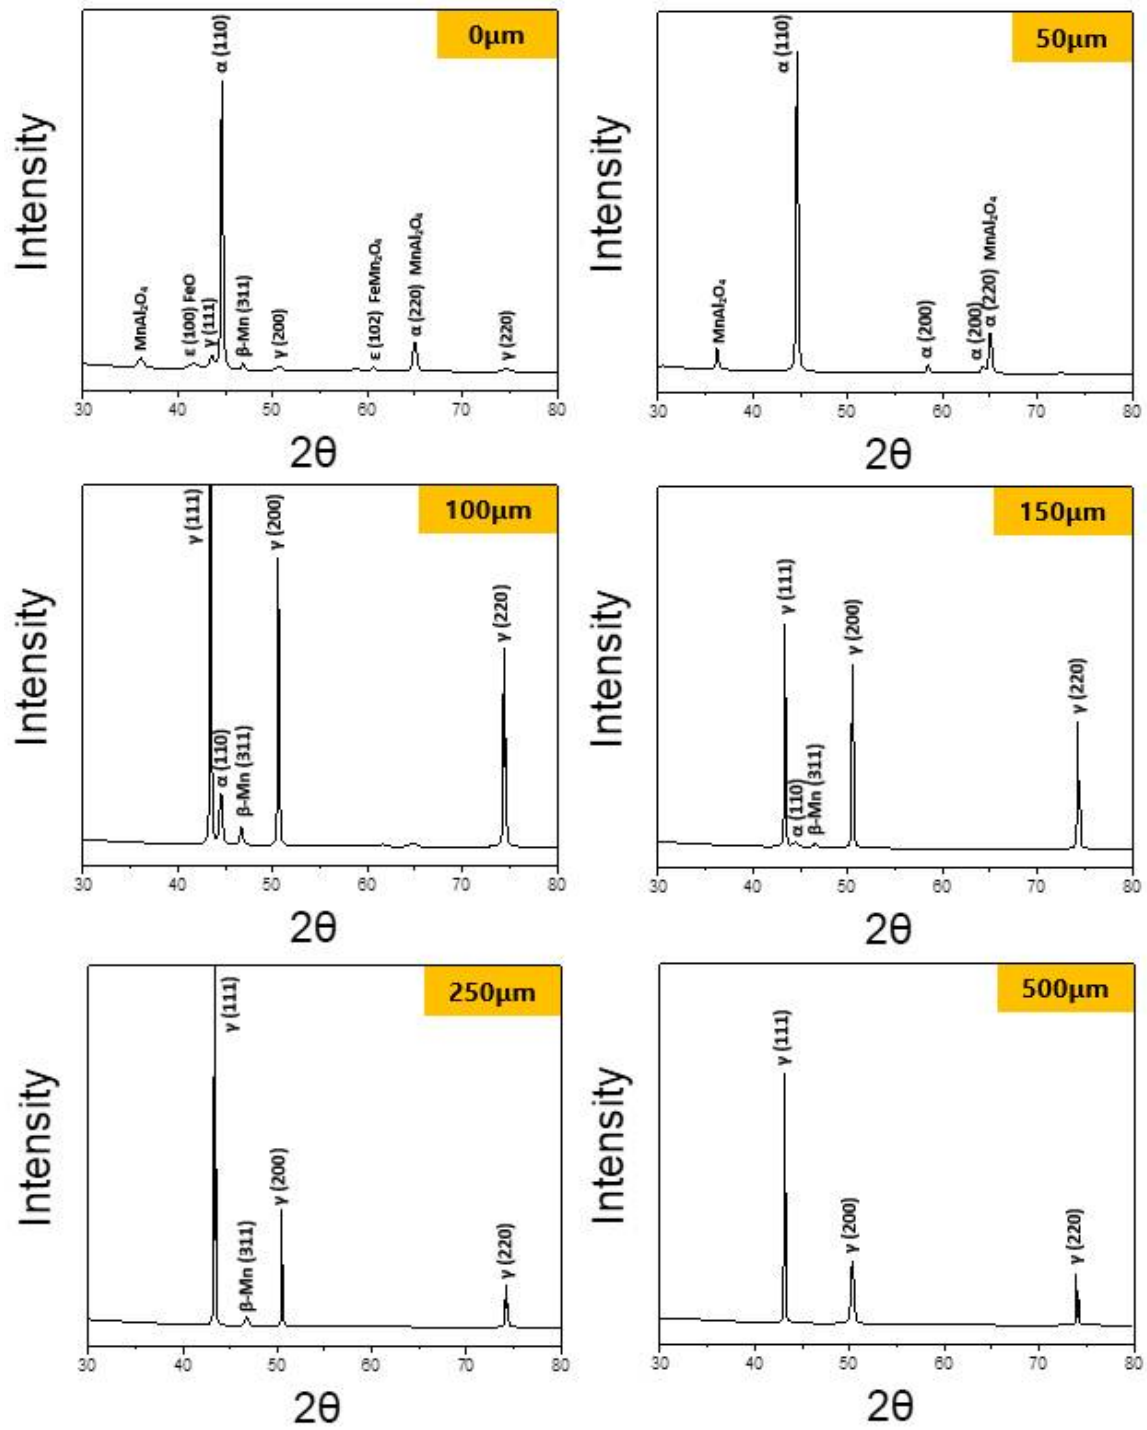 0μm
Intensity
MnAl₂O₄
ε (100) FeO
γ (111)
α (110)
β-Mn (311)
γ (200)
ε (102) FeMn₂O₄
α (220) MnAl₂O₄
γ (220)
30 40 50 60 70 80
2θ
50μm
Intensity
MnAl₂O₄
α (110)
α (200)
α (200)
α (220) MnAl₂O₄
30 40 50 60 70 80
2θ
100μm
Intensity
γ (111)
α (110)
β-Mn (311)
γ (200)
γ (220)
30 40 50 60 70 80
2θ
150μm
Intensity
γ (111)
α (110)
β-Mn (311)
γ (200)
γ (220)
30 40 50 60 70 80
2θ
250μm
Intensity
γ (111)
β-Mn (311)
γ (200)
γ (220)
30 40 50 60 70 80
2θ
500μm
Intensity
γ (111)
γ (200)
γ (220)
30 40 50 60 70 80
2θ